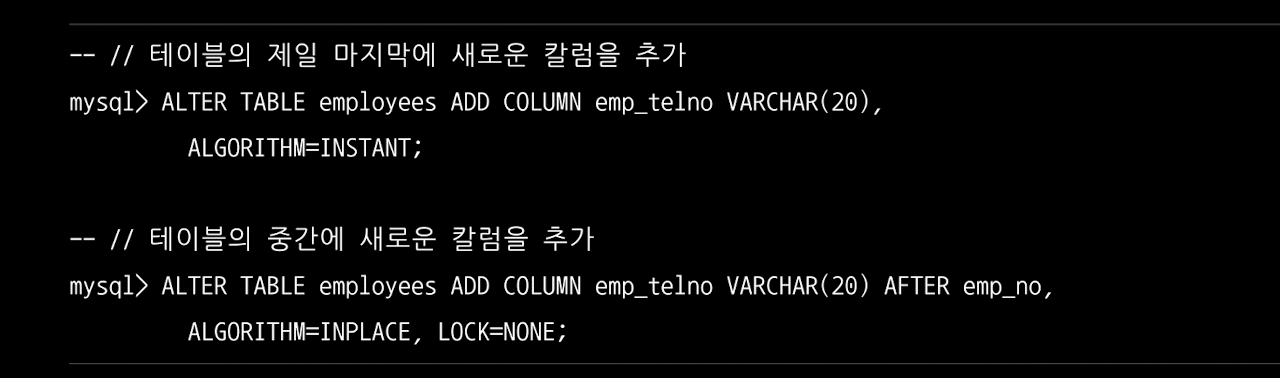 -- // 테이블의 제일 마지막에 새로운 칼럼을 추가
mysql> ALTER TABLE employees ADD COLUMN emp_telno VARCHAR(20),
ALGORITHM=INSTANT;
-- // 테이블의 중간에 새로운 칼럼을 추가
mysql> ALTER TABLE employees ADD COLUMN emp_telno VARCHAR(20) AFTER emp_no,
ALGORITHM=INPLACE, LOCK=NONE;